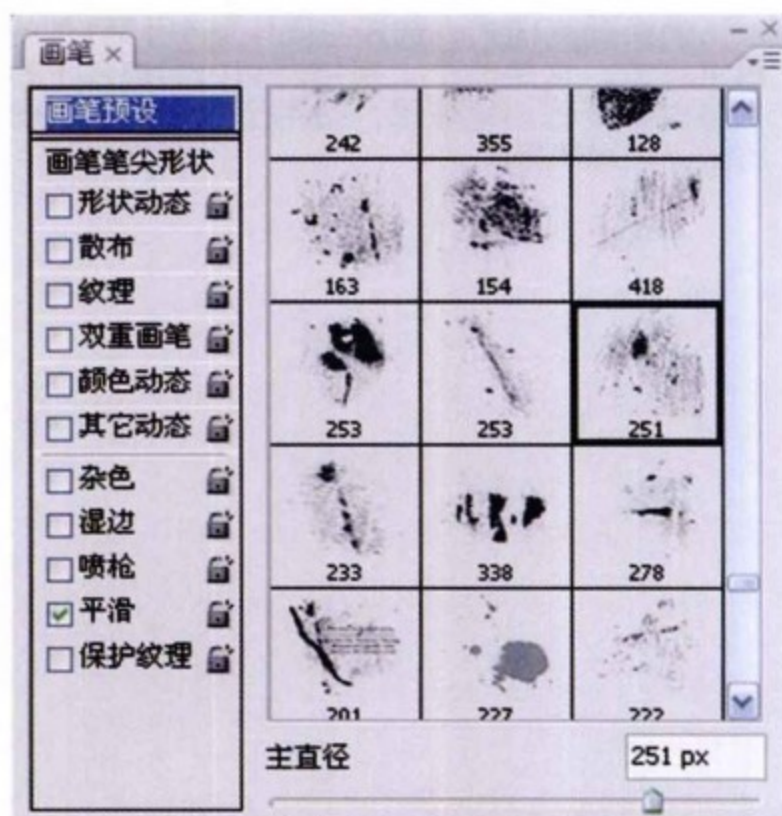 画笔 ×
画笔预设
画笔笔尖形状
形状动态
散布
纹理
双重画笔
颜色动态
其它动态
杂色
湿边
喷枪
平滑
保护纹理
242 355 128
163 154 418
253 253 251
233 338 278
201 227 222
主直径 251 px